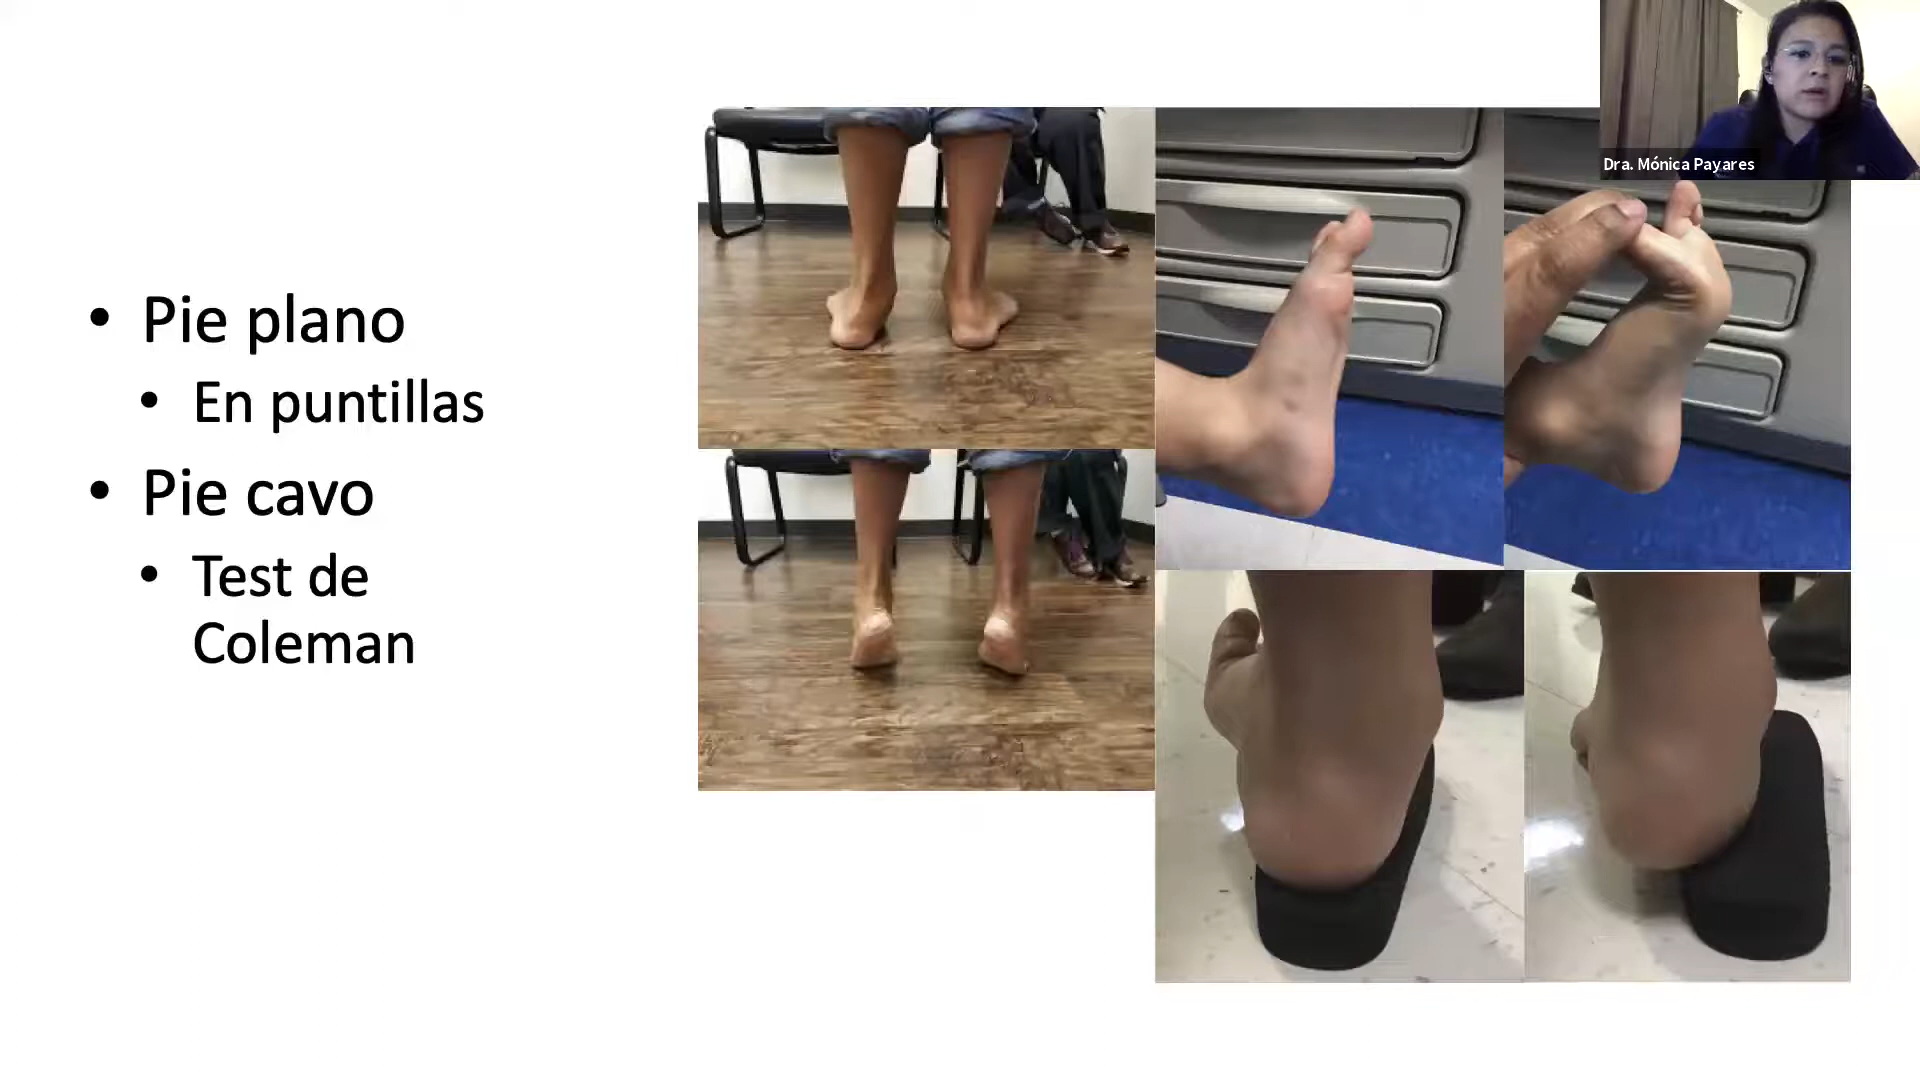 • Pie plano
• En puntillas
• Pie cavo
• Test de
Coleman
Dra. Mónica Payares